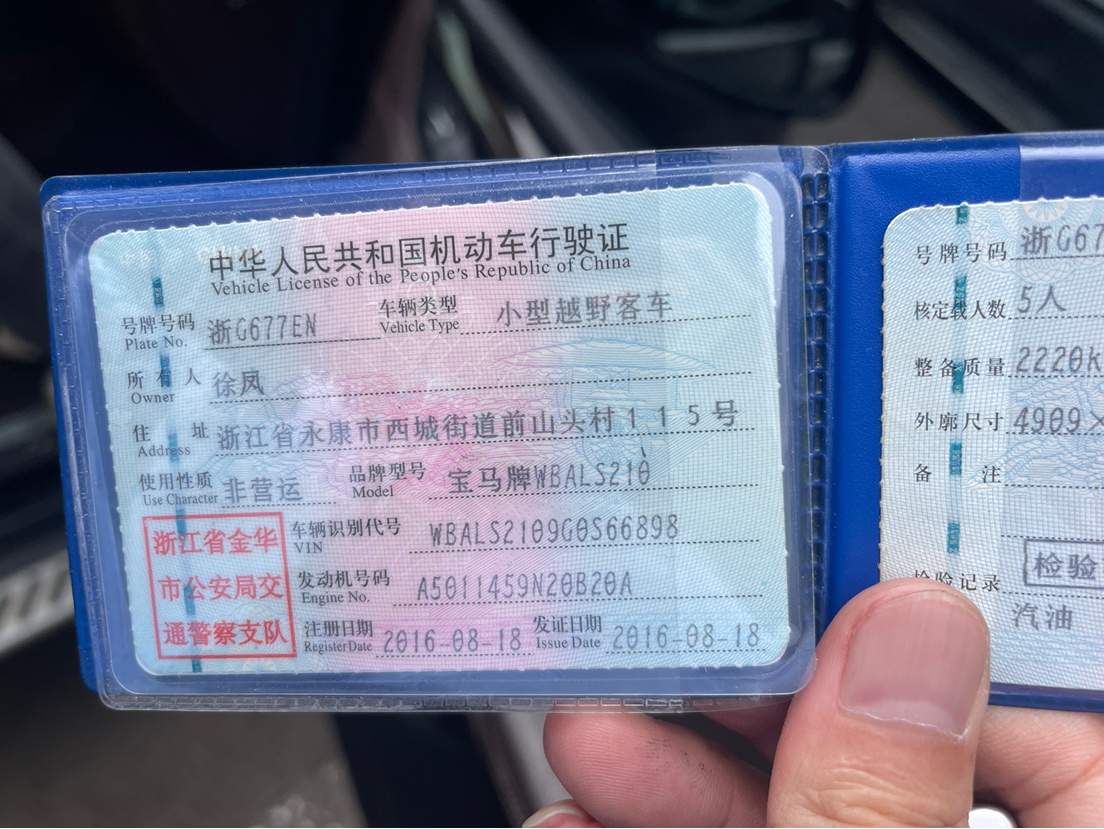 中华人民共和国机动车行驶证
Vehicle License of the People's Republic of China
号牌号码 浙G677EN 车辆类型 小型越野客车
Plate No. Vehicle Type
所有人 徐凤
Owner
住址 浙江省永康市西城街道前山头村115号
Address
使用性质 非营运 品牌型号 宝马牌WBALS210
Use Character Model
浙江省金华
市公安局交
通警察支队
车辆识别代号 WBALS2109G0S66898
VIN
发动机号码 A5011459N20B20A
Engine No.
注册日期 2016-08-18 发证日期 2016-08-18
Register Date Issue Date
号牌号码 浙G67
核定载人数 5人
整备质量 2220k
外廓尺寸 4909×
备注
检验记录 检验
汽油